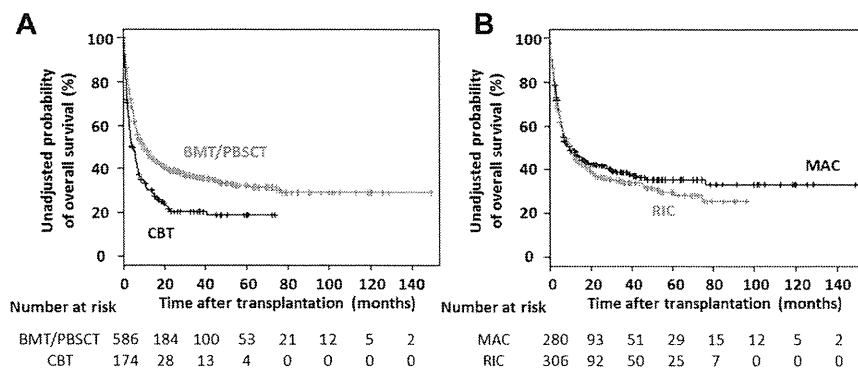 A
Unadjusted probability
of overall survival (%)
100
80
60
40
20
0
BMT/PBSCT
CBT
0 20 40 60 80 100 120 140
Time after transplantation (months)
Number at risk
BMT/PBSCT 586 184 100 53 21 12 5 2
CBT 174 28 13 4 0 0 0 0
B
Unadjusted probability
of overall survival (%)
100
80
60
40
20
0
MAC
RIC
0 20 40 60 80 100 120 140
Time after transplantation (months)
Number at risk
MAC 280 93 51 29 15 12 5 2
RIC 306 92 50 25 7 0 0 0